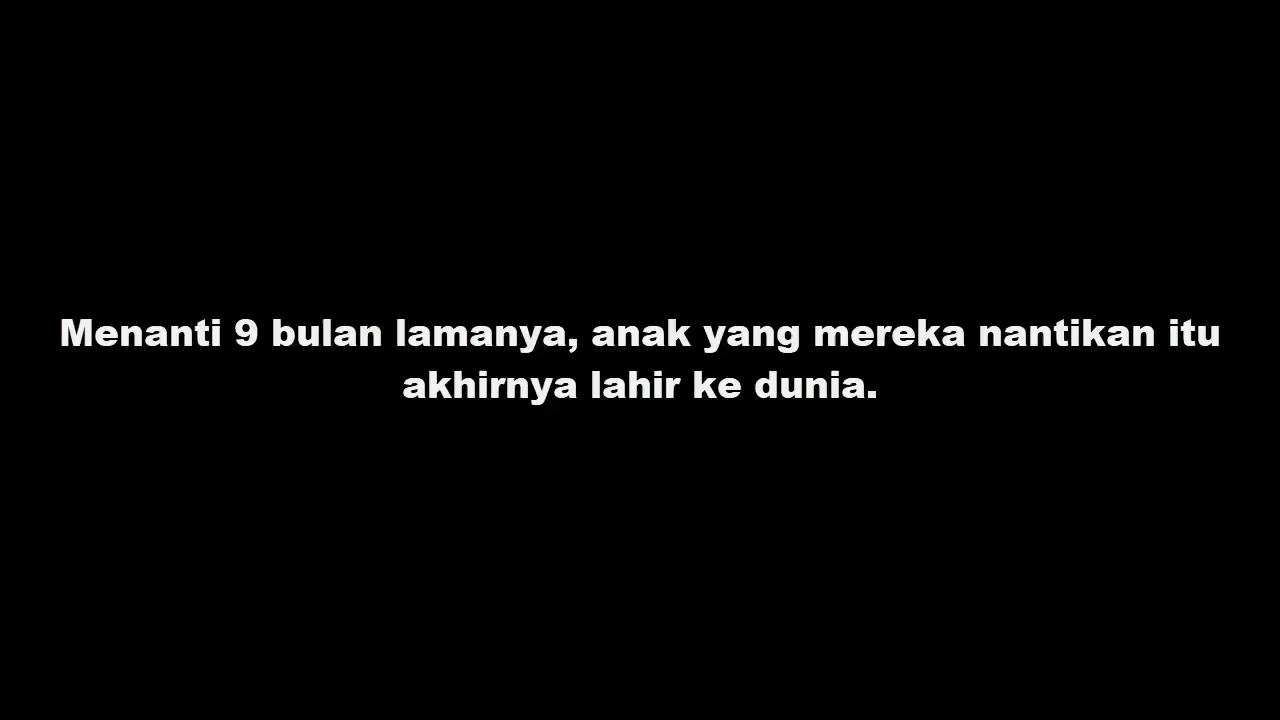 Menanti 9 bulan lamanya, anak yang mereka nantikan itu
akhirnya lahir ke dunia.